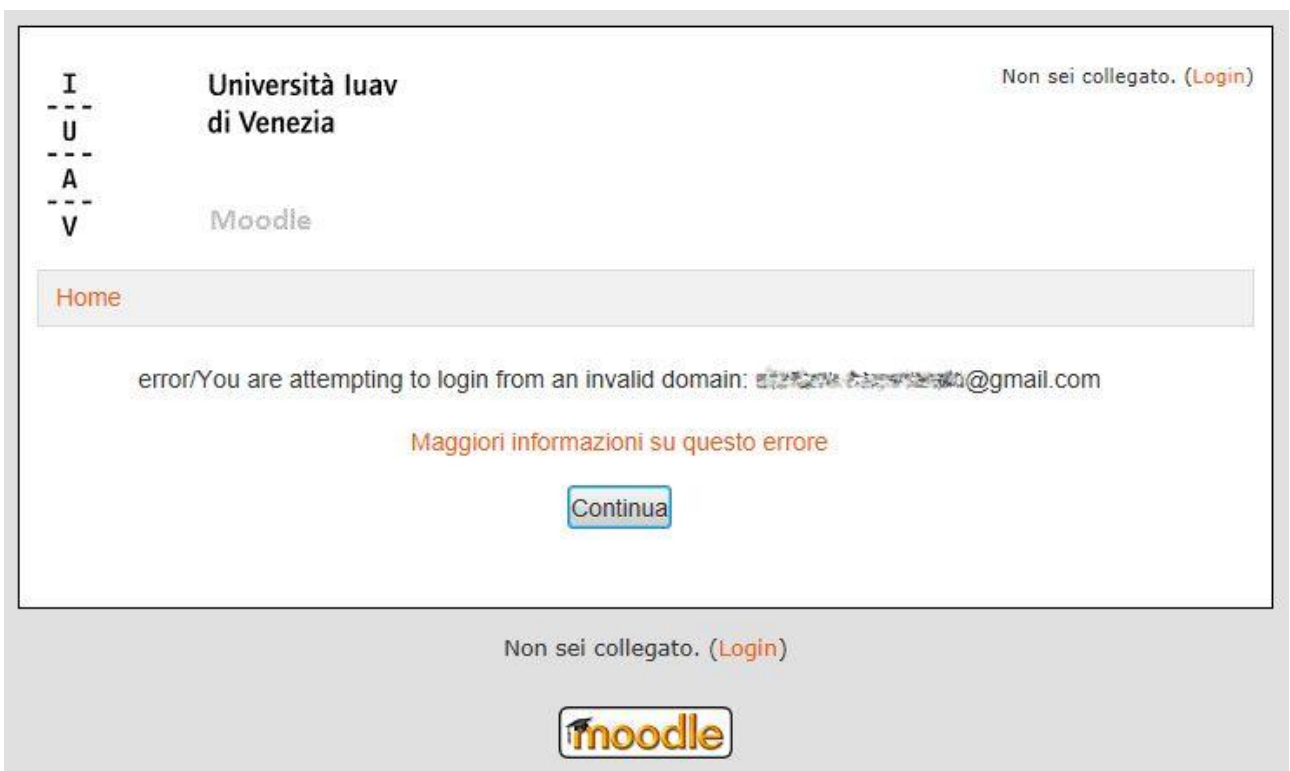 I
U
A
V
Università Iuav
di Venezia
Moodle
Non sei collegato. (Login)
Home
error/You are attempting to login from an invalid domain: @gmail.com
Maggiori informazioni su questo errore
Continua
Non sei collegato. (Login)
moodle